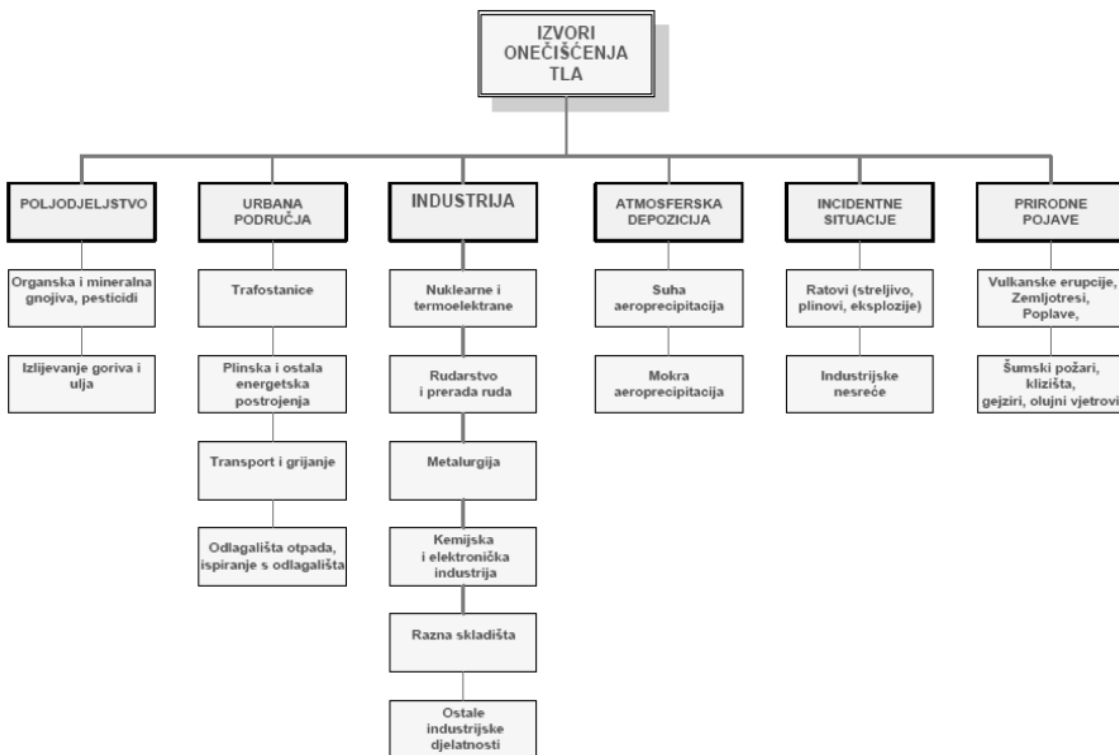 IZVORI
ONEČIŠĆENJA
TLA
POLJODJELJSTVO
Organska i mineralna
gnojiva, pesticidi
Izlijevanje goriva i
ulja
URBANA
PODRUČJA
Trafostanice
Plinska i ostala
energetska
postrojenja
Transport i grijanje
Odlagališta otpada,
ispiranje s odlagališta
INDUSTRIJA
Nuklearne i
termoelektrane
Rudarstvo
i prerada ruda
Metalurgija
Kemijska
i elektronička
industrija
Razna skladišta
Ostale
industrijske
djelatnosti
ATMOSFERSKA
DEPOZICIJA
Suha
aeroprecipitacija
Mokra
aeroprecipitacija
INCIDENTNE
SITUACIJE
Ratovi (streljivo,
plinovi, eksplozije)
Industrijske
nesreće
PRIRODNE
POJAVE
Vulkanske erupcije,
Zemljotresi,
Poplave,
Šumski požari,
klizišta,
gejziri, olujni vjetrovi